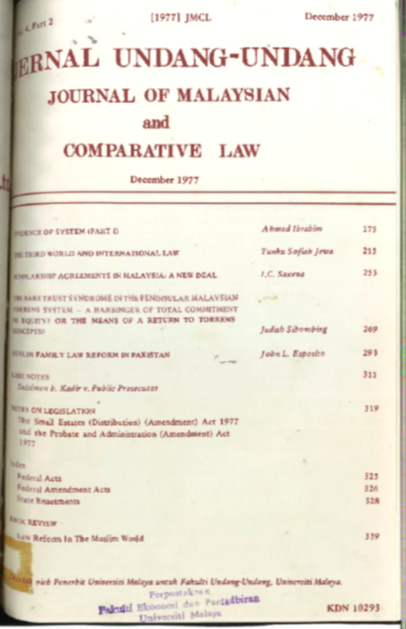 4, Part 2
[1977] JMCL
December 1977
ERNAL UNDANG-UNDANG
JOURNAL OF MALAYSIAN
and
COMPARATIVE LAW
December 1977
OF SYSTEM (PART I) Ahmad Ibrahim 173
THE THIRD WORLD AND INTERNATIONAL LAW Tunku Sofiah Jewa 215
SCHOLARSHIP AGREEMENTS IN MALAYSIA: A NEW DEAL I.C. Saxena 253
THE BARE TRUST SYNDROME IN THE PENINSULAR MALAYSIAN
TORRENS SYSTEM — A HARBINGER OF TOTAL COMMITMENT
TO EQUITY? OR THE MEANS OF A RETURN TO TORRENS
CONCEPTS? Judith Sihombing 269
MUSLIM FAMILY LAW REFORM IN PAKISTAN John L. Esposito 293
CASE NOTES 311
Sulaiman b. Kadir v. Public Prosecutor
NOTES ON LEGISLATION 319
The Small Estates (Distribution) (Amendment) Act 1977
and the Probate and Administration (Amendment) Act
1977
Index
Federal Acts 325
Federal Amendment Acts 326
State Enactments 328
BOOK REVIEW
Law Reform In The Muslim World 339
oleh Penerbit Universiti Malaya untuk Fakulti Undang-Undang, Universiti Malaya.
Perpustakaan
Fakulti Ekonomi dan Pentadbiran
Universiti Malaya
KDN 10293